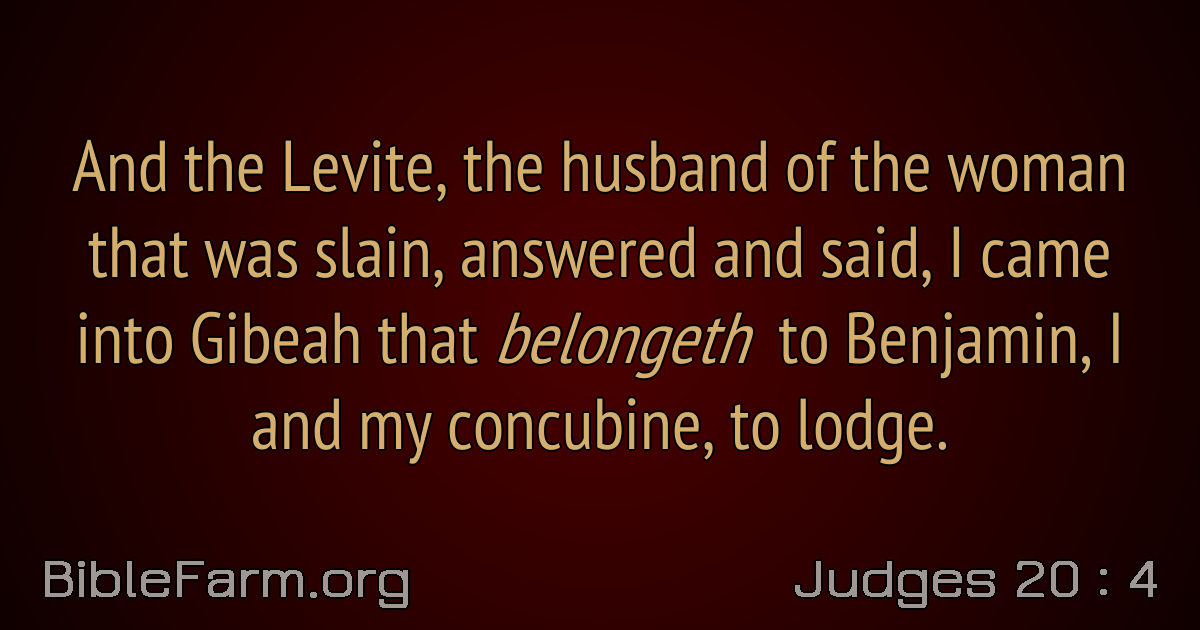 And the Levite, the husband of the woman
that was slain, answered and said, I came
into Gibeah that belongeth to Benjamin, I
and my concubine, to lodge.
BibleFarm.org
Judges 20 : 4